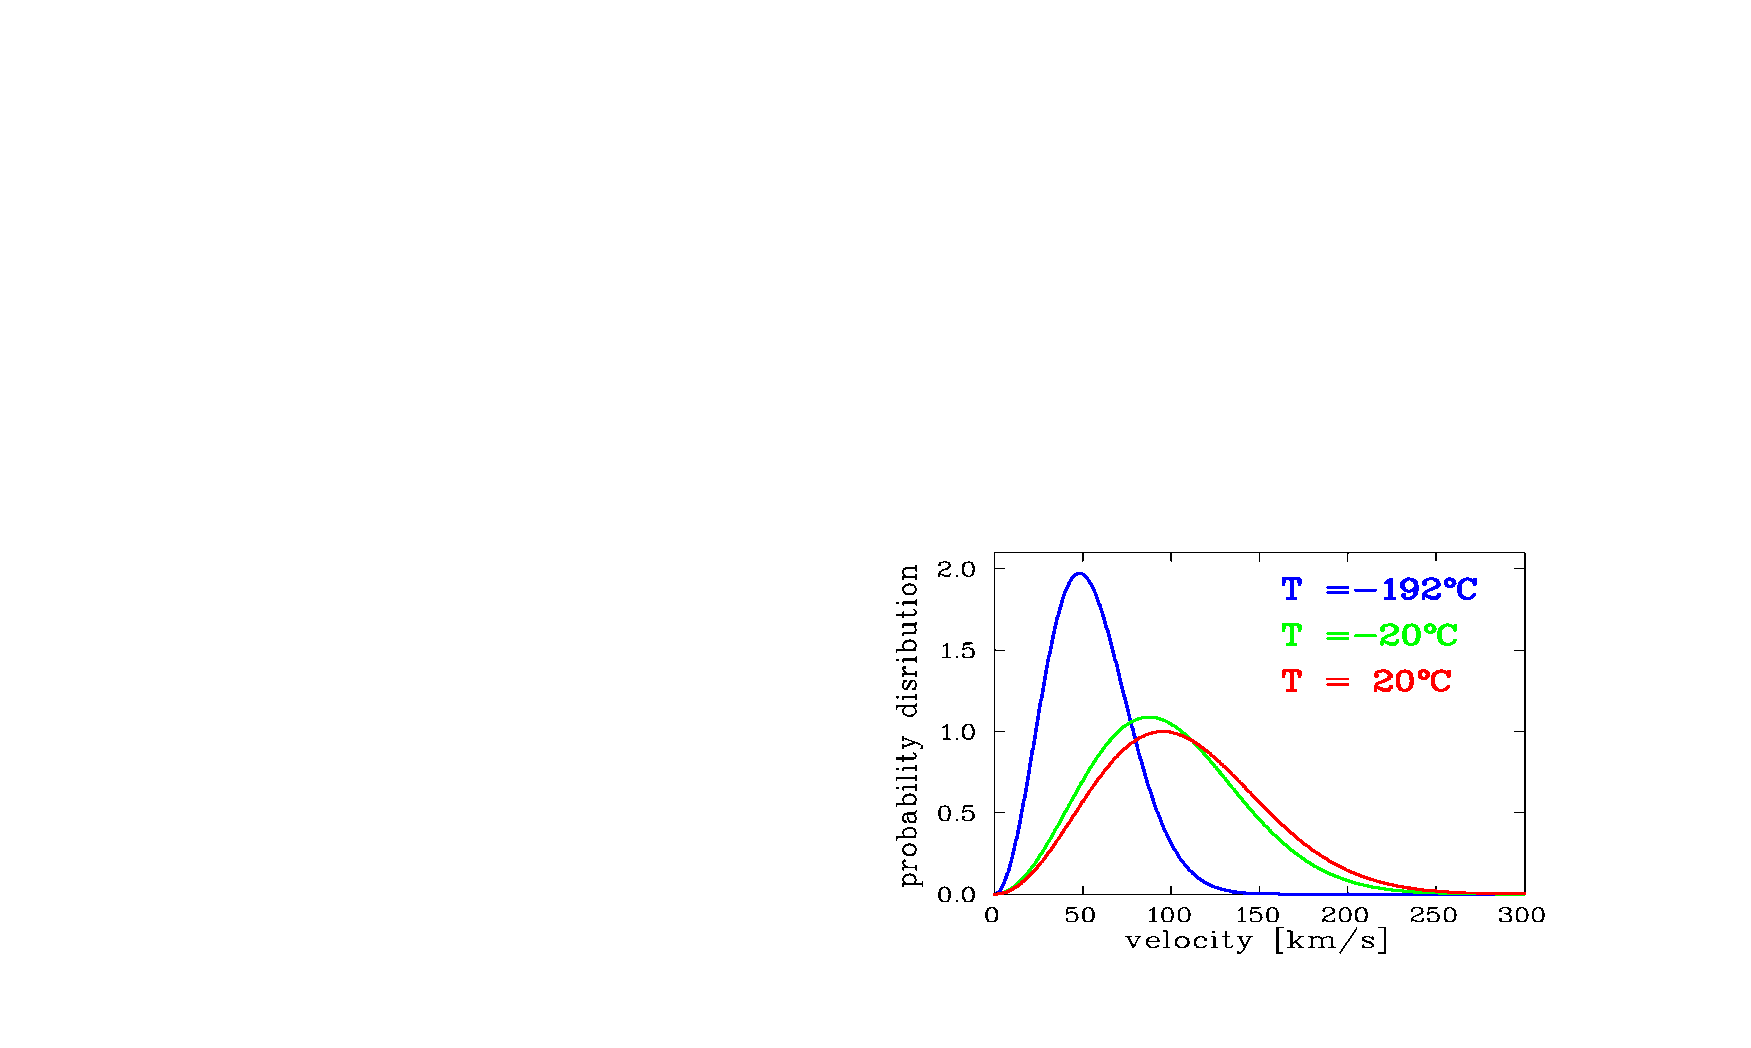 probability disribution
2.0
1.5
1.0
0.5
0.0
T =-192°C
T =-20°C
T = 20°C
0 50 100 150 200 250 300
velocity [km/s]